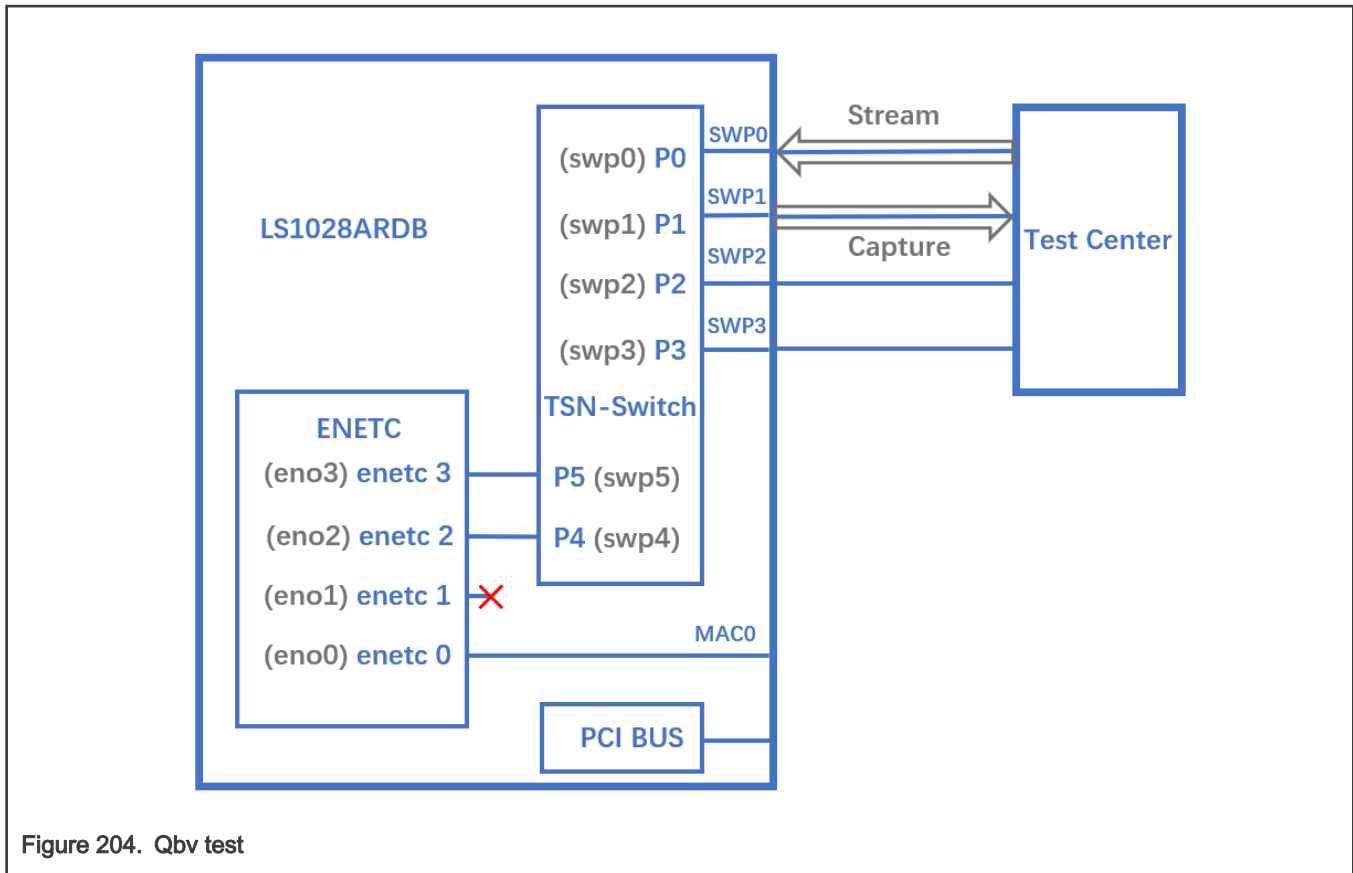 Stream
SWP0
(swp0) P0
SWP1
(swp1) P1
LS1028ARDB
Capture
Test Center
SWP2
(swp2) P2
SWP3
(swp3) P3
TSN-Switch
ENETC
(eno3) enetc 3
P5 (swp5)
(eno2) enetc 2
P4 (swp4)
(eno1) enetc 1
MAC0
(eno0) enetc 0
PCI BUS
Figure 204. Qbv test